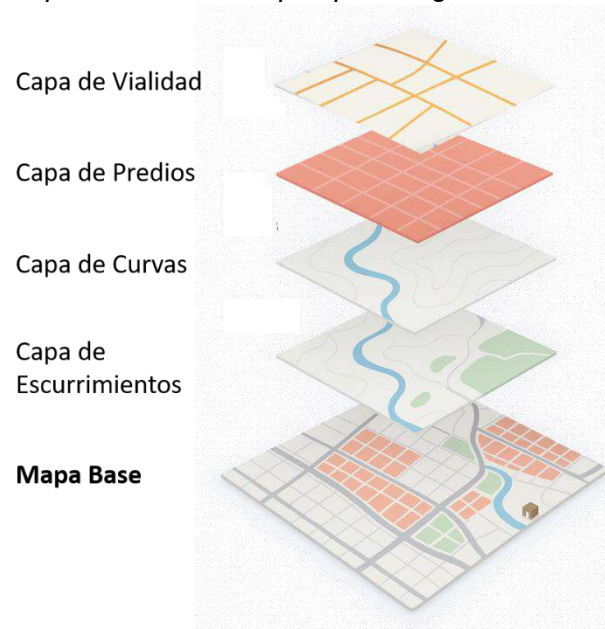 Capa de Vialidad
Capa de Predios
Capa de Curvas
Capa de
Escurrimientos
Mapa Base